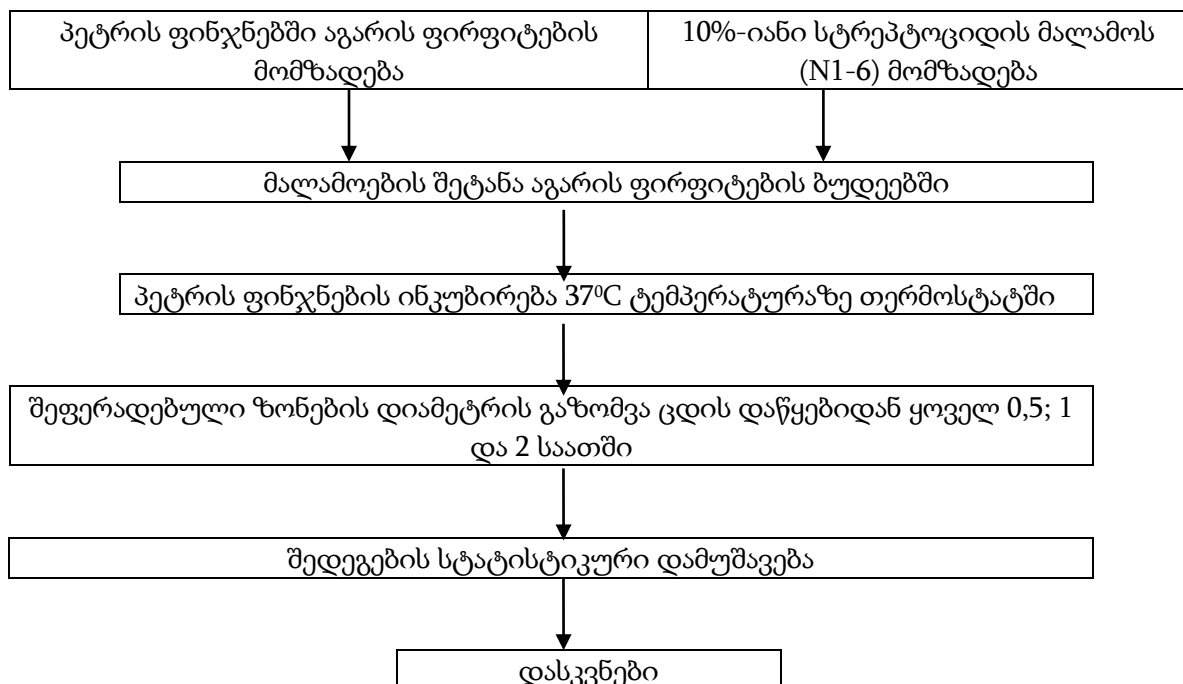 პეტრის ფინჯნებში აგარის ფირფიტების
მომზადება
10%-იანი სტრეპტოციდის მალამოს
(N1-6) მომზადება
მალამოების შეტანა აგარის ფირფიტების ბუდეებში
პეტრის ფინჯნების ინკუბირება 37⁰C ტემპერატურაზე თერმოსტატში
შეფერადებული ზონების დიამეტრის გაზომვა ცდის დაწყებიდან ყოველ 0,5; 1
და 2 საათში
შედეგების სტატისტიკური დამუშავება
დასკვნები